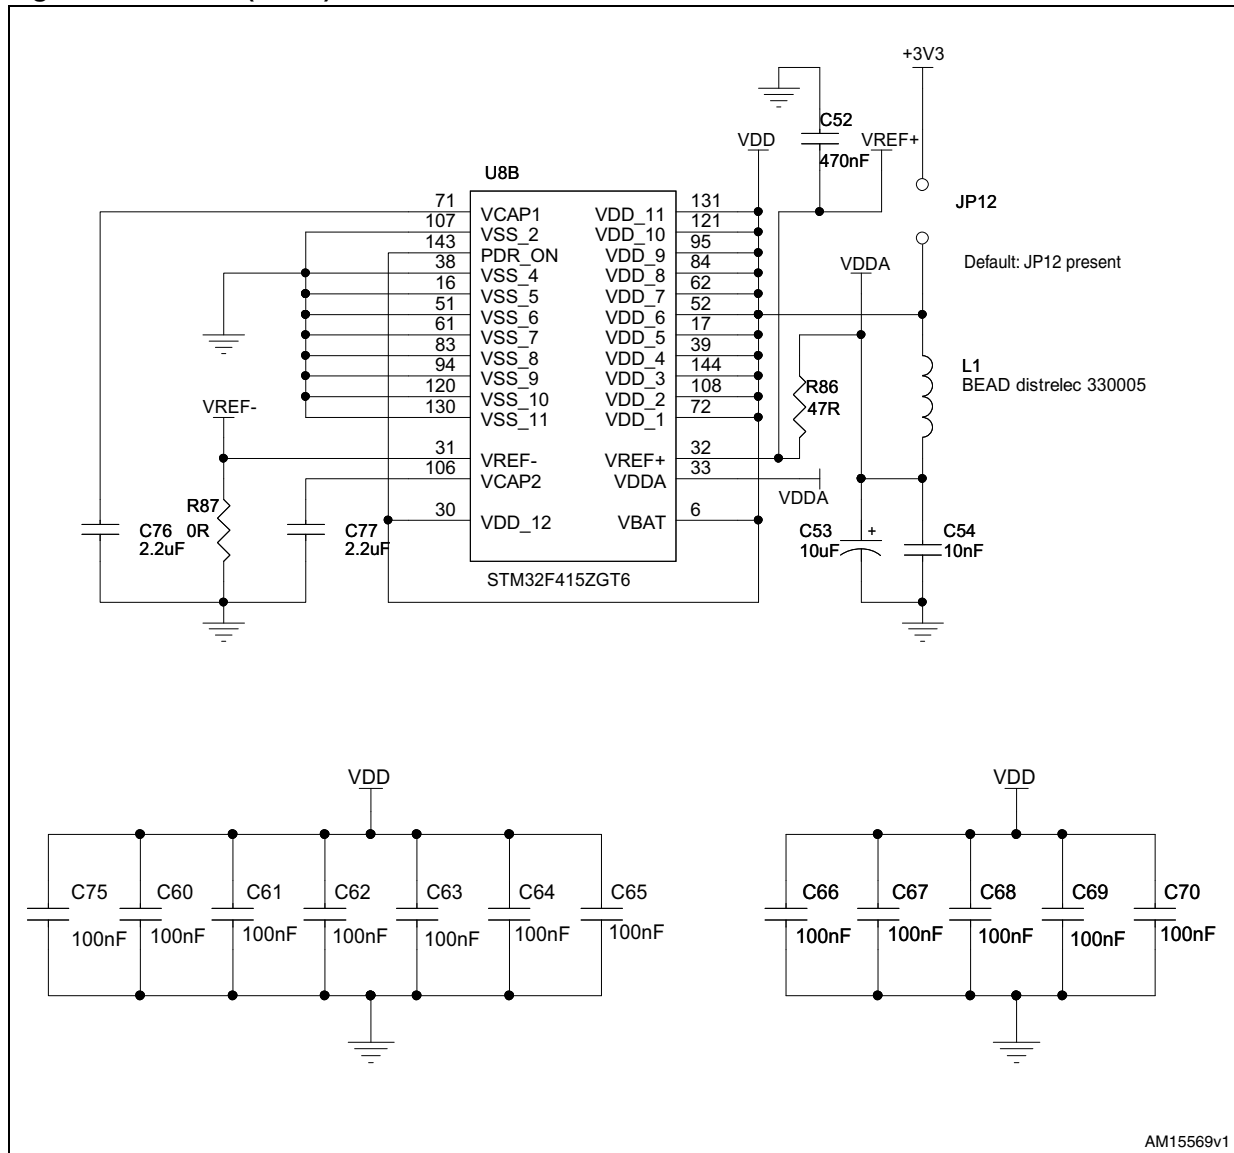 +3V3
C52
470nF
VDD
VREF+
U8B
JP12
Default: JP12 present
VDDA
71 VCAP1 VDD_11 131
107 VSS_2 VDD_10 121
143 PDR_ON VDD_9 95
38 VSS_4 VDD_8 84
16 VSS_5 VDD_7 62
51 VSS_6 VDD_6 52
61 VSS_7 VDD_5 17
83 VSS_8 VDD_4 39
94 VSS_9 VDD_3 144
120 VSS_10 VDD_2 108
130 VSS_11 VDD_1 72
31 VREF- VREF+ 32
106 VCAP2 VDDA 33
30 VDD_12 VBAT 6
STM32F415ZGT6
VREF-
R86
47R
L1
BEAD distrelec 330005
VDDA
R87
0R
C76
2.2uF
C77
2.2uF
C53
10uF
+
C54
10nF
VDD
C75 C60 C61 C62 C63 C64 C65
100nF 100nF 100nF 100nF 100nF 100nF 100nF
VDD
C66 C67 C68 C69 C70
100nF 100nF 100nF 100nF 100nF
AM15569v1